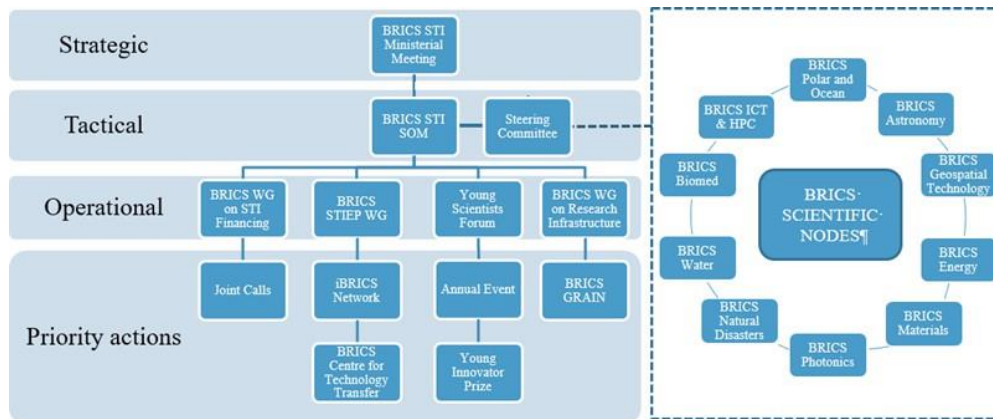 Strategic
BRICS STI
Ministerial
Meeting
Tactical
BRICS STI
SOM
Steering
Committee
Operational
BRICS WG
on STI
Financing
BRICS
STIEP WG
Young
Scientists
Forum
BRICS WG
on Research
Infrastructure
Priority actions
Joint Calls
iBRICS
Network
Annual Event
BRICS
GRAIN
BRICS
Centre for
Technology
Transfer
Young
Innovator
Prize
BRICS
Polar and
Ocean
BRICS
Astronomy
BRICS
Geospatial
Technology
BRICS
Energy
BRICS
Materials
BRICS
Photonics
BRICS
Natural
Disasters
BRICS
Water
BRICS
Biomed
BRICS ICT
& HPC
BRICS·
SCIENTIFIC·
NODES¶